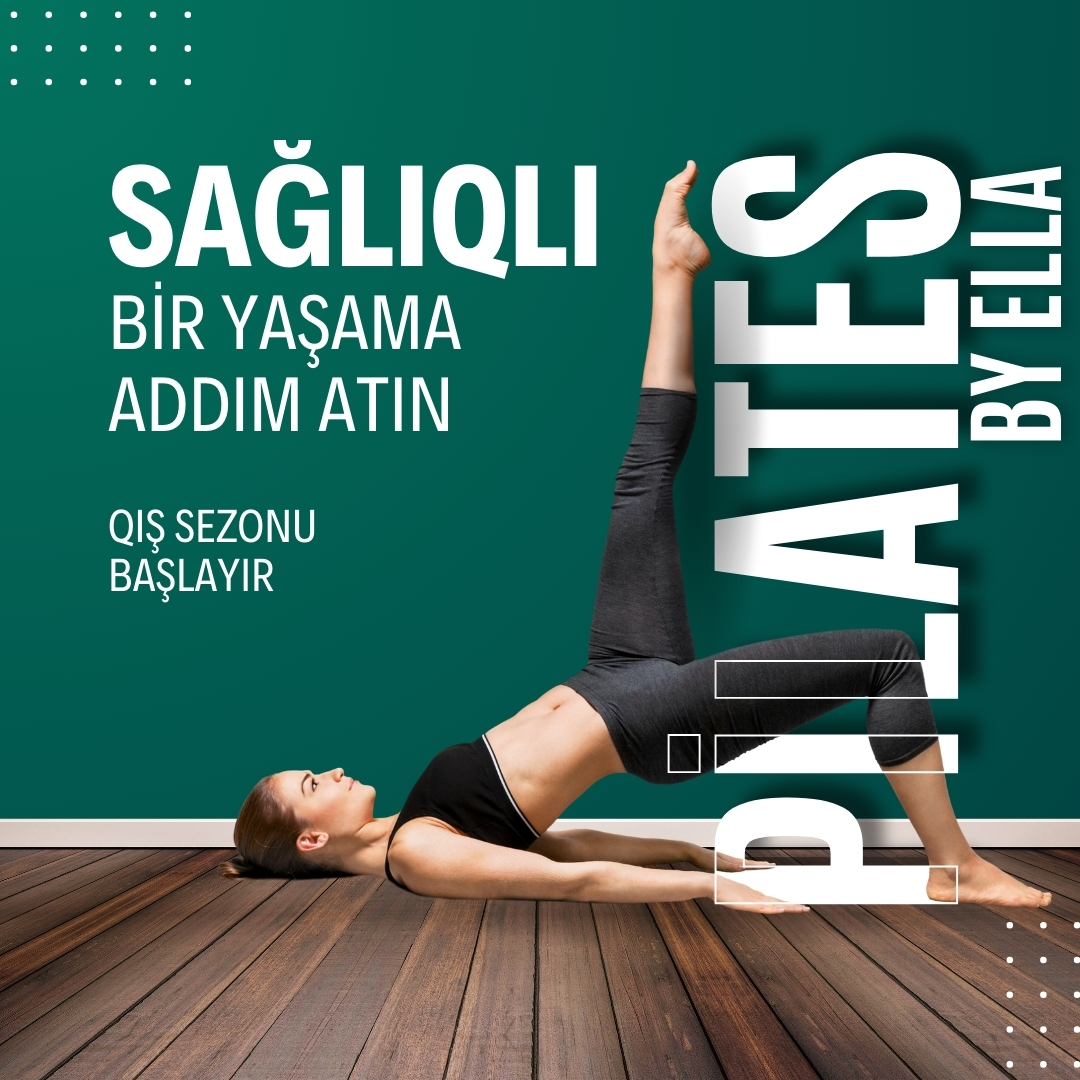 SAĞLIQLI
BİR YAŞAMA
ADDIM ATIN
QIŞ SEZONU
BAŞLAYIR
PİLATES
BY ELLA